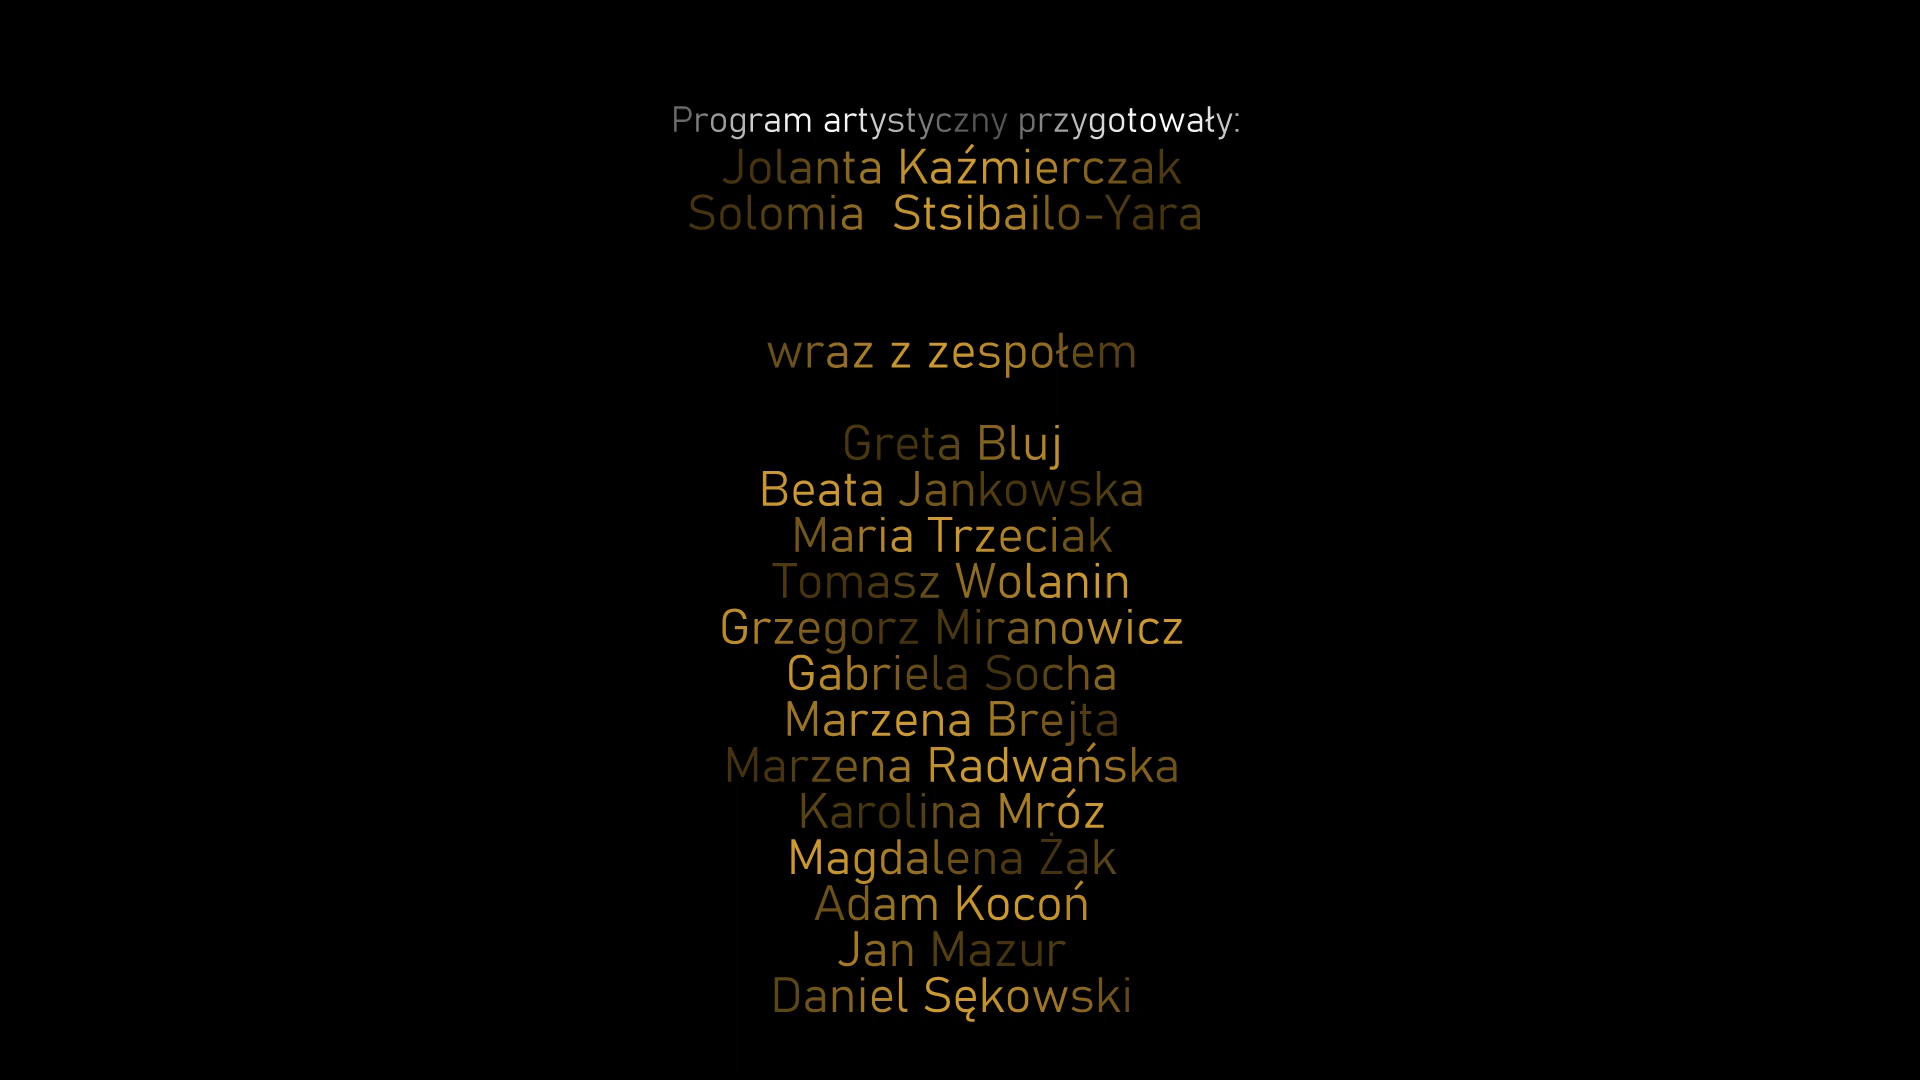 Program artystyczny przygotowały:
Jolanta Kaźmierczak
Solomia Stsibailo-Yara
wraz z zespołem
Greta Bluj
Beata Jankowska
Maria Trzeciak
Tomasz Wolanin
Grzegorz Miranowicz
Gabriela Socha
Marzena Brejta
Marzena Radwańska
Karolina Mróz
Magdalena Żak
Adam Kocoń
Jan Mazur
Daniel Sękowski